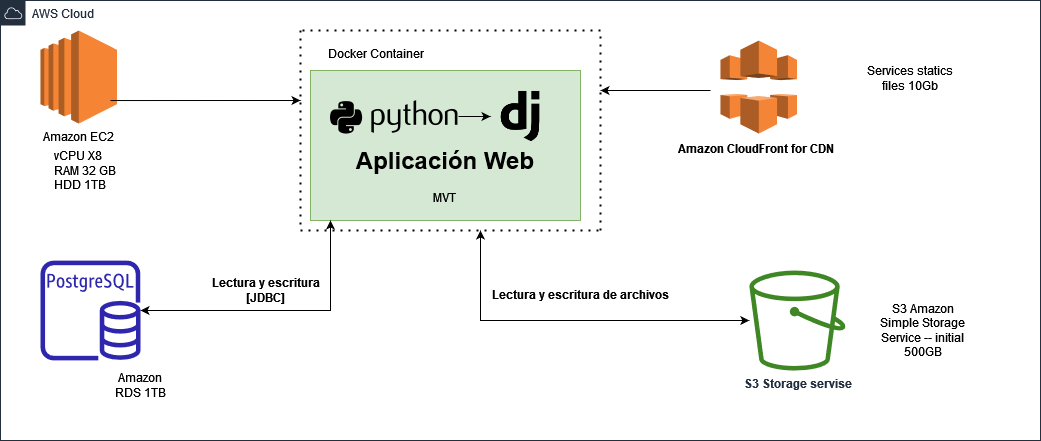 AWS Cloud
Docker Container
python
dj
Aplicación Web
MVT
Amazon EC2
vCPU X8
RAM 32 GB
HDD 1TB
Services statics
files 10Gb
Amazon CloudFront for CDN
PostgreSQL
Lectura y escritura
[JDBC]
Amazon
RDS 1TB
Lectura y escritura de archivos
S3 Amazon
Simple Storage
Service -- initial
500GB
S3 Storage servise